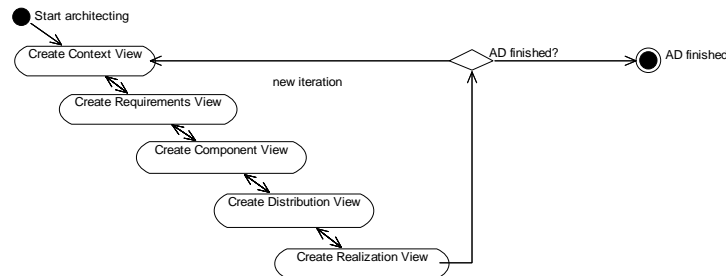 Start architecting
Create Context View
AD finished?
AD finished
new iteration
Create Requirements View
Create Component View
Create Distribution View
Create Realization View